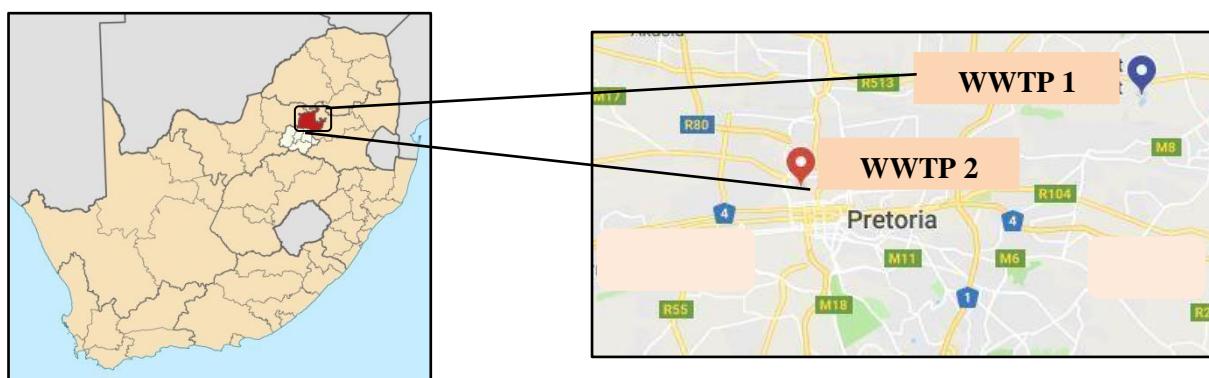 WWTP 1
R513
M17
R80
M8
WWTP 2
R104
4
Pretoria
4
M11
M6
R55
M18
1